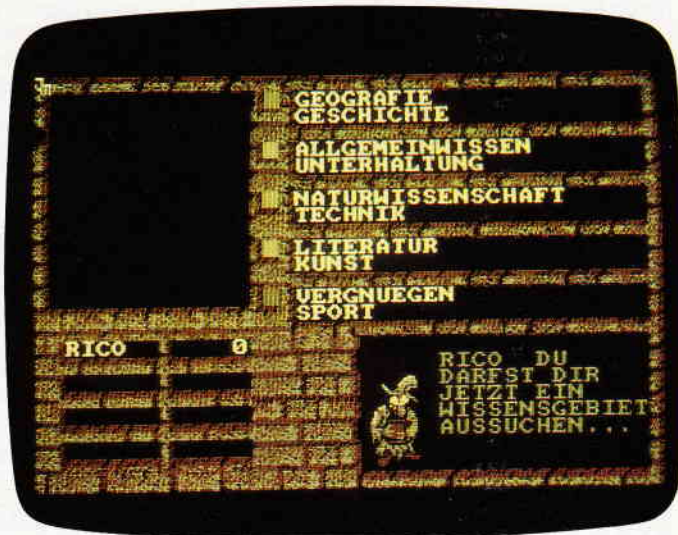 GEOGRAFIE
GESCHICHTE
ALLGEMEINWISSEN
UNTERHALTUNG
NATURWISSENSCHAFT
TECHNIK
LITERATUR
KUNST
VERGNUEGEN
SPORT
RICO 0
RICO DU
DARFST DIR
JETZT EIN
WISSENSGEBIET
AUSSUCHEN...